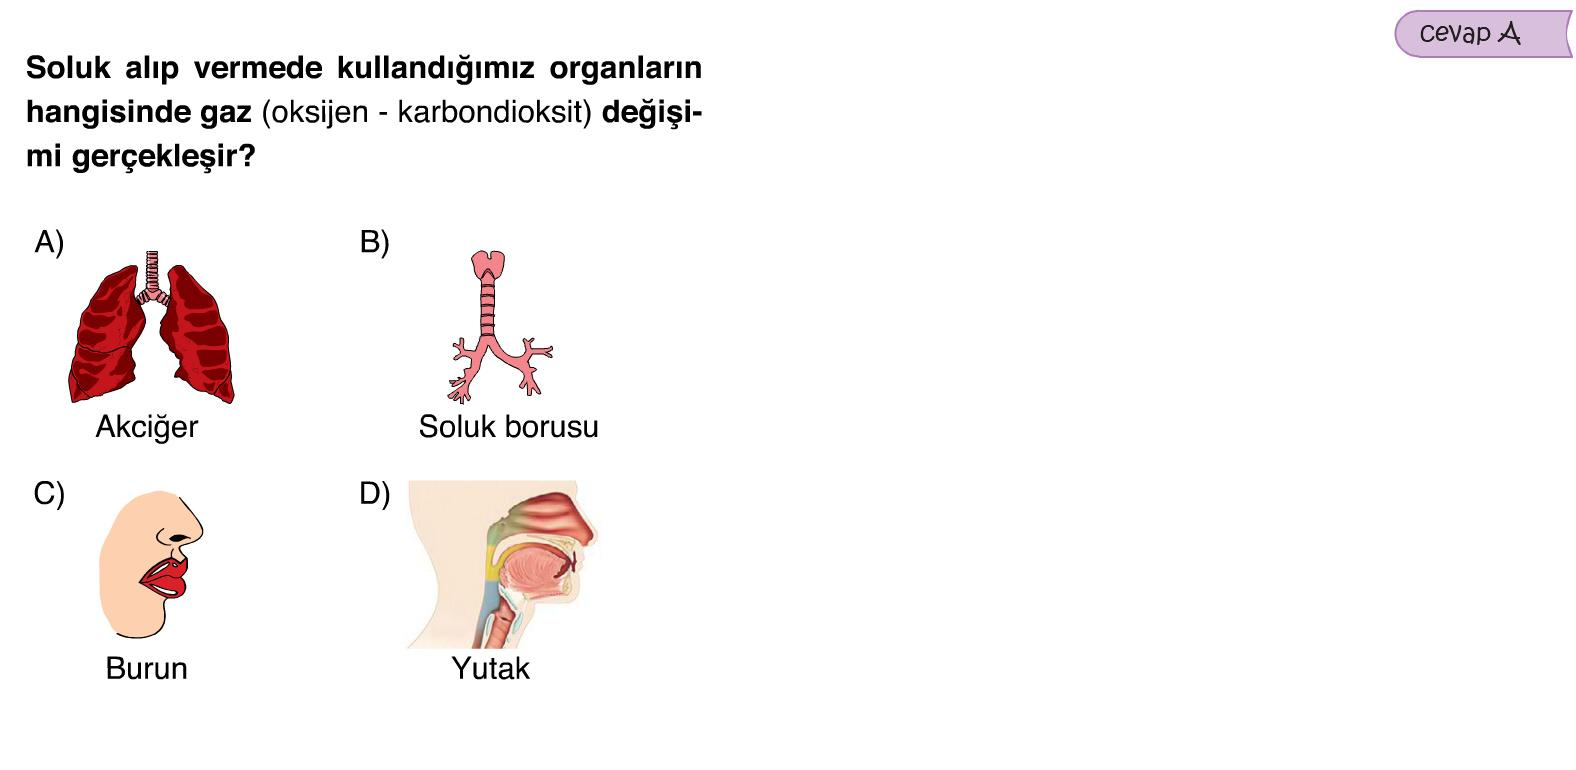 cevap A
Soluk alıp vermede kullandığımız organların
hangisinde gaz (oksijen - karbondioksit) değişi-
mi gerçekleşir?
A)
Akciğer
B)
Soluk borusu
C)
Burun
D)
Yutak